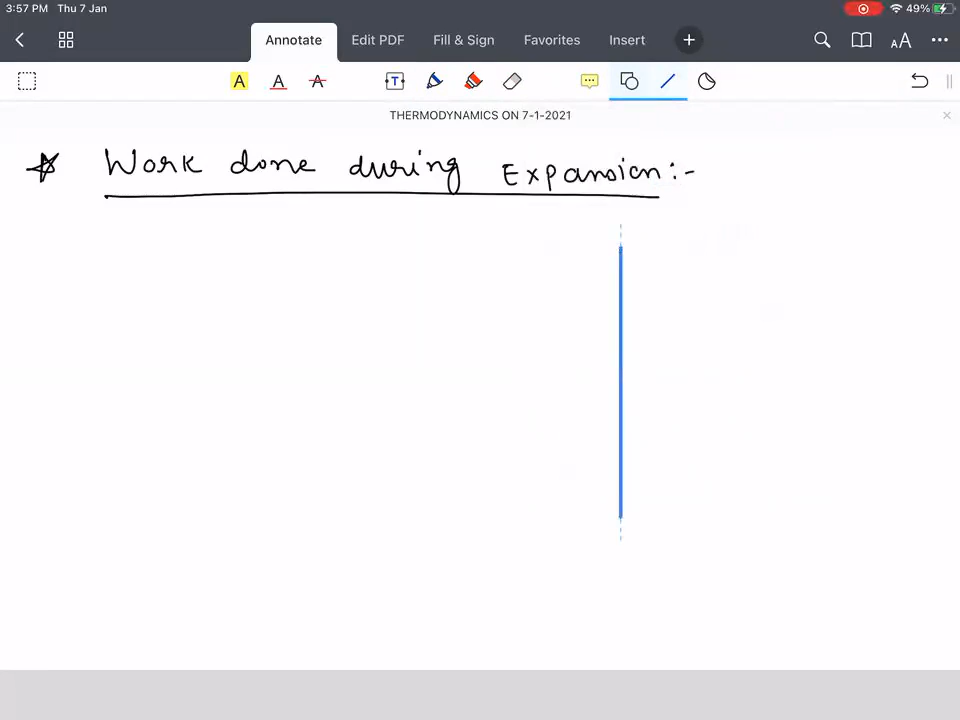 3:57 PM Thu 7 Jan 49%
Annotate Edit PDF Fill & Sign Favorites Insert
A A A T
THERMODYNAMICS ON 7-1-2021
Work done during Expansion :-